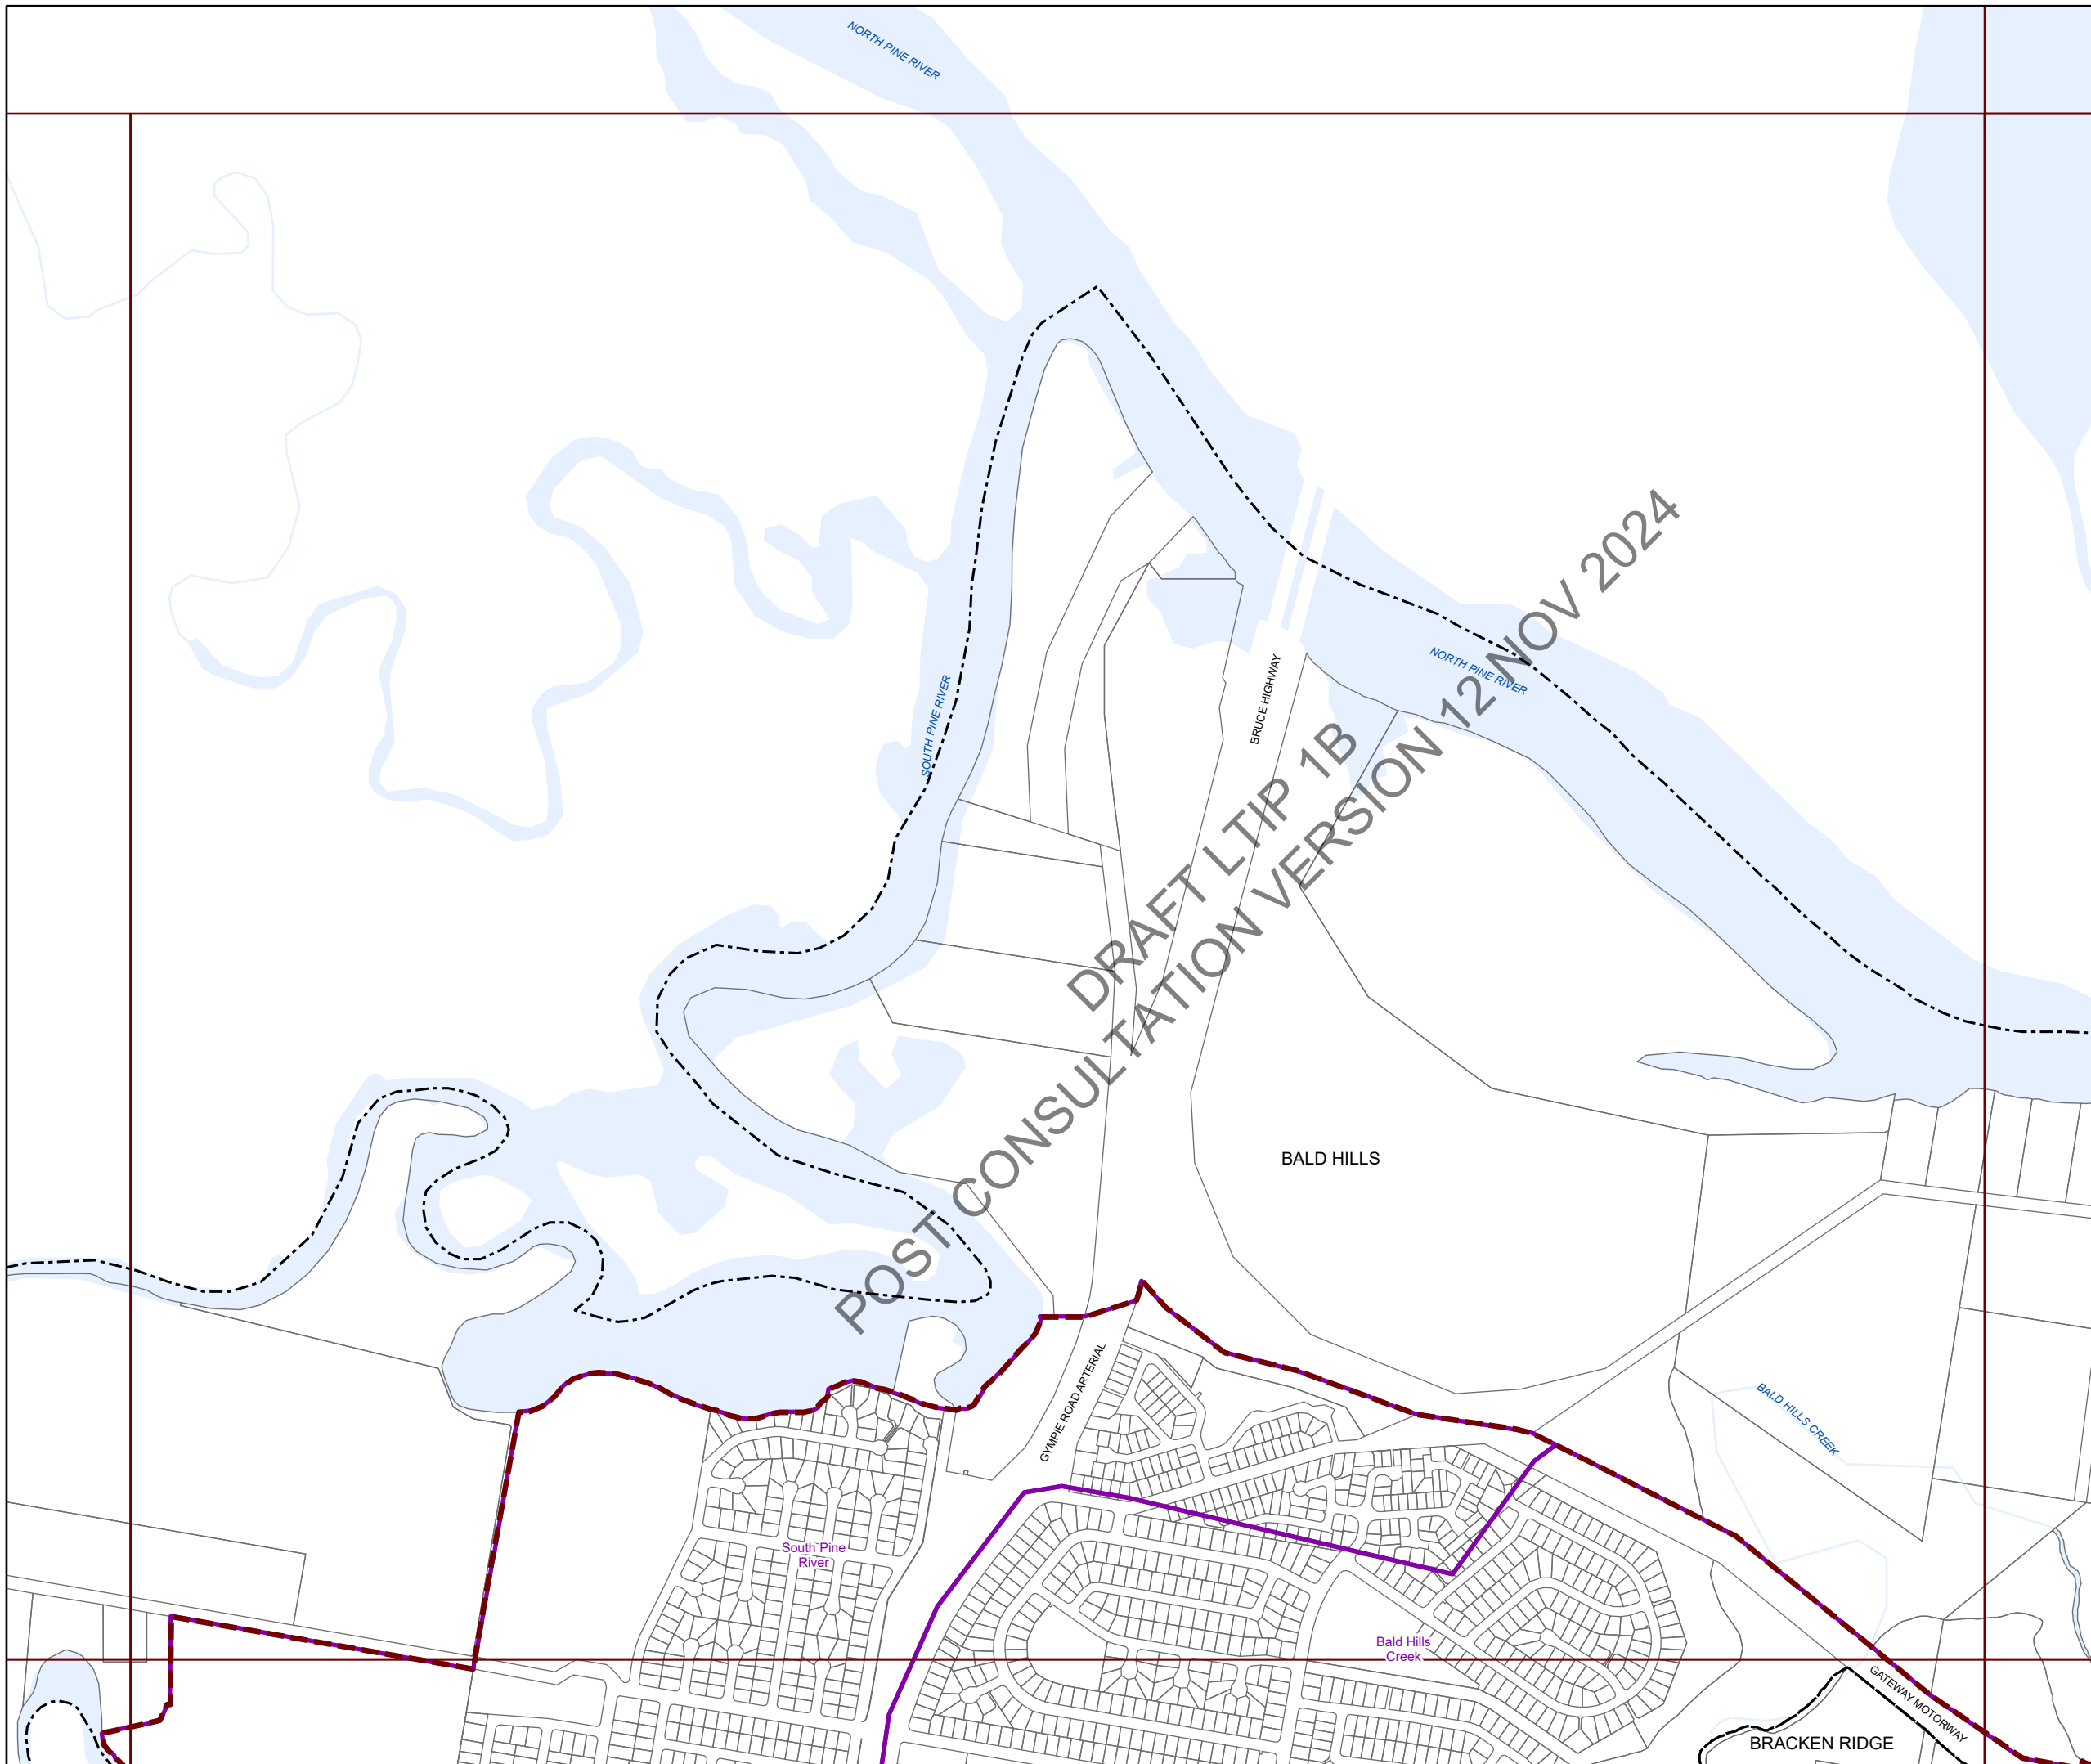 NORTH PINE RIVER
SOUTH PINE RIVER
BRUCE HIGHWAY
NORTH PINE RIVER
DRAFT LTIP 1B
POST CONSULTATION VERSION 12 NOV 2024
BALD HILLS
GYMPIE ROAD ARTERIAL
BALD HILLS CREEK
South Pine
River
Bald Hills
Creek
GATEWAY MOTORWAY
BRACKEN RIDGE